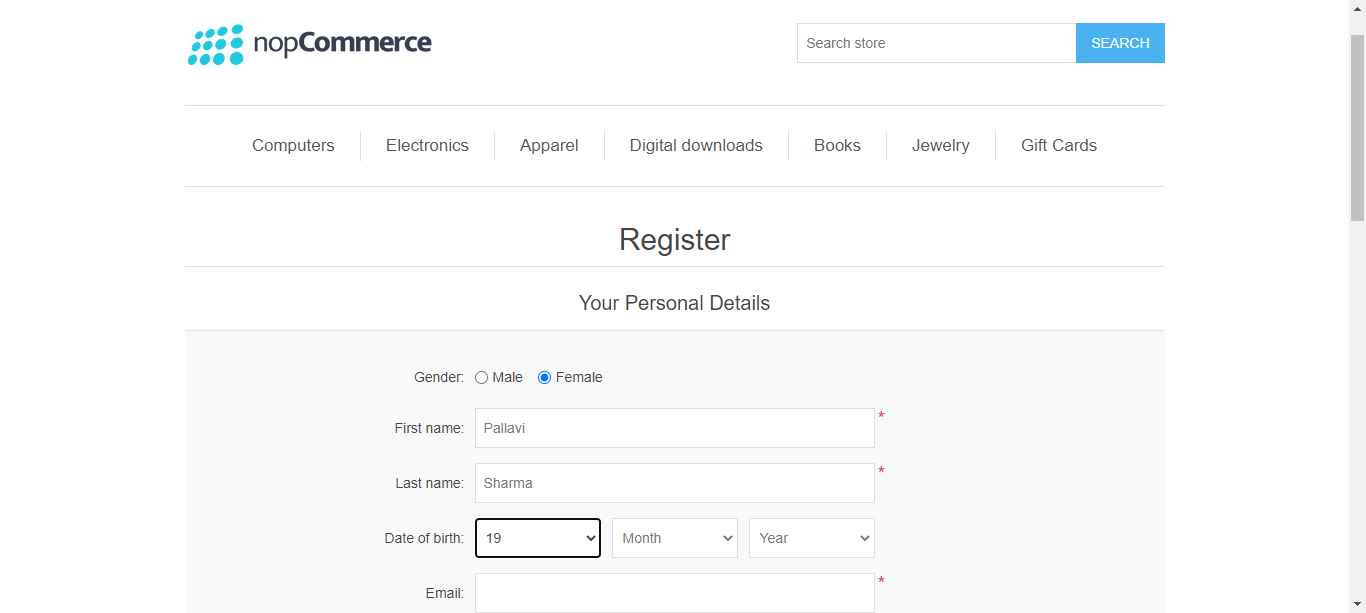 nopCommerce
Search store
SEARCH
Computers
Electronics
Apparel
Digital downloads
Books
Jewelry
Gift Cards
Register
Your Personal Details
Gender: Male Female
First name: Pallavi *
Last name: Sharma *
Date of birth: 19 Month Year
Email: *